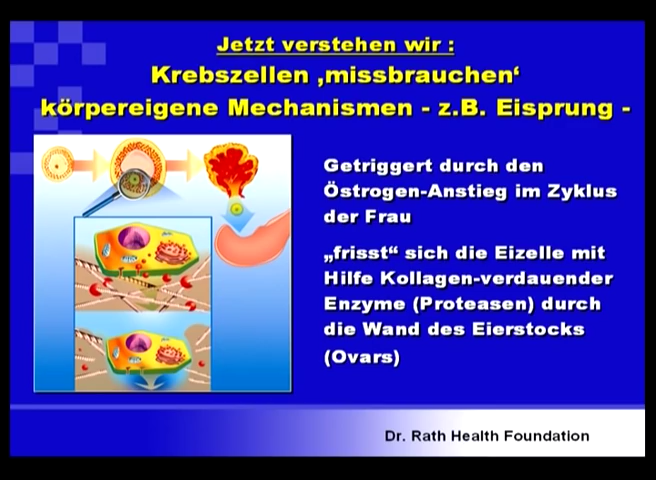 Jetzt verstehen wir :
Krebszellen ‚missbrauchen‘
körpereigene Mechanismen - z.B. Eisprung -
Getriggert durch den
Östrogen-Anstieg im Zyklus
der Frau
„frisst“ sich die Eizelle mit
Hilfe Kollagen-verdauender
Enzyme (Proteasen) durch
die Wand des Eierstocks
(Ovars)
Dr. Rath Health Foundation